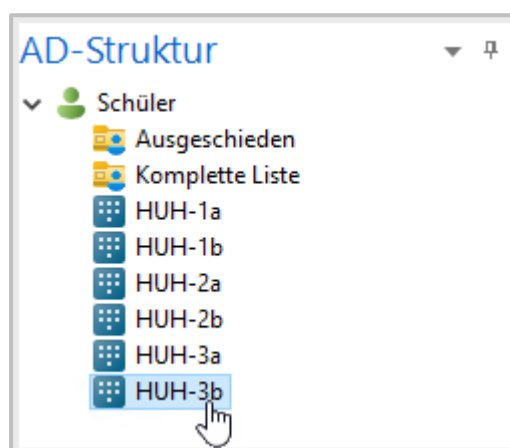 AD-Struktur
Schüler
Ausgeschieden
Komplette Liste
HUH-1a
HUH-1b
HUH-2a
HUH-2b
HUH-3a
HUH-3b